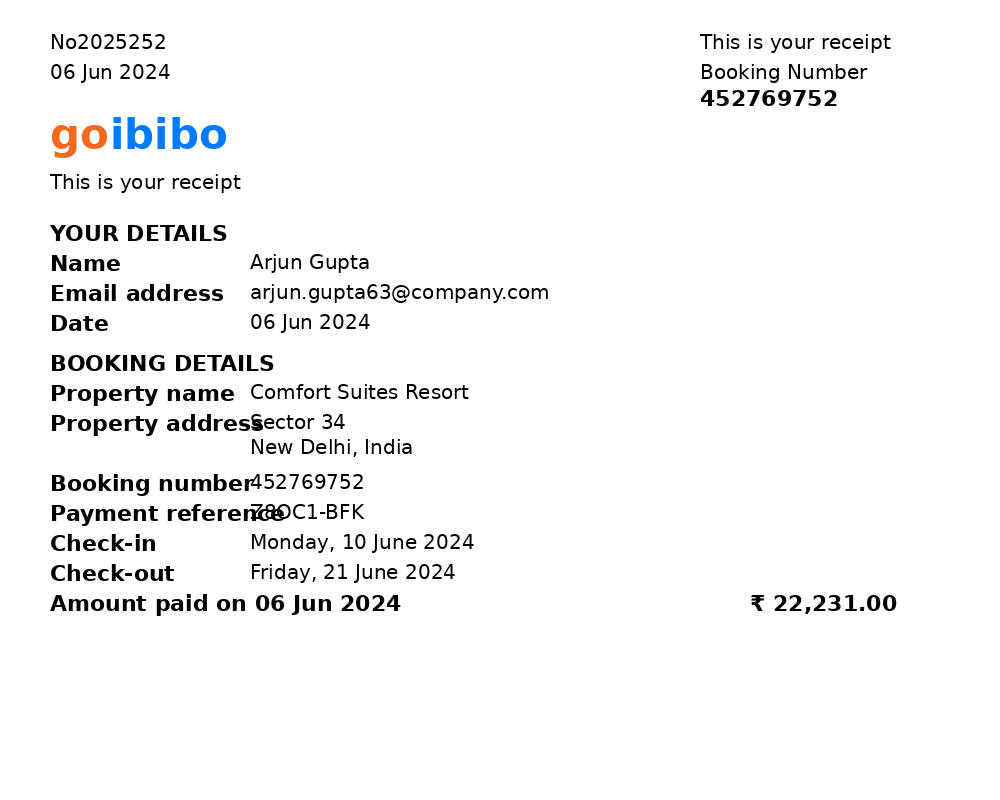 No2025252
06 Jun 2024
This is your receipt
Booking Number
452769752
goibibo
This is your receipt
YOUR DETAILS
Name Arjun Gupta
Email address arjun.gupta63@company.com
Date 06 Jun 2024
BOOKING DETAILS
Property name Comfort Suites Resort
Property address Sector 34
New Delhi, India
Booking number 452769752
Payment reference Z8OC1-BFK
Check-in Monday, 10 June 2024
Check-out Friday, 21 June 2024
Amount paid on 06 Jun 2024 ₹ 22,231.00